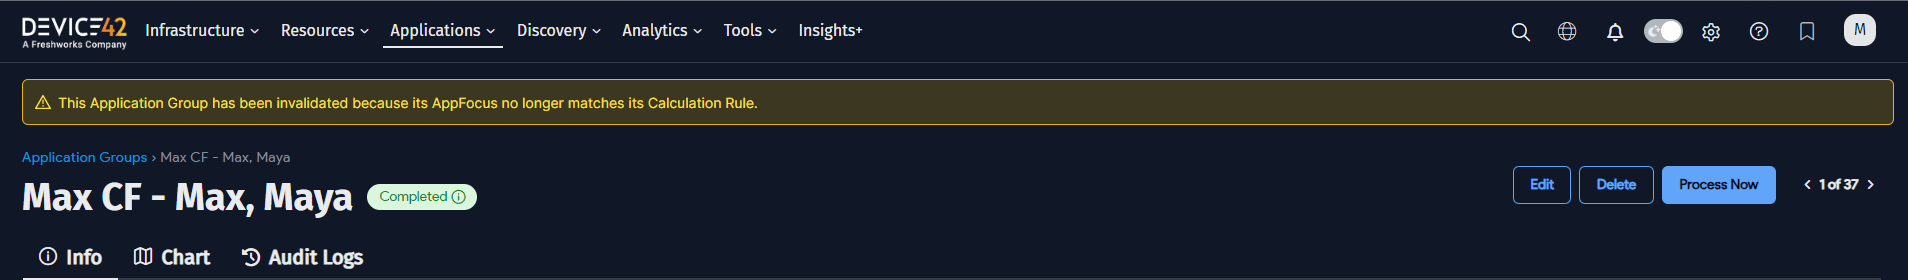 DEVICE42
A Freshworks Company
Infrastructure Resources Applications Discovery Analytics Tools Insights+
M
This Application Group has been invalidated because its AppFocus no longer matches its Calculation Rule.
Application Groups › Max CF - Max, Maya
Max CF - Max, Maya Completed
Edit Delete Process Now 1 of 37
Info Chart Audit Logs